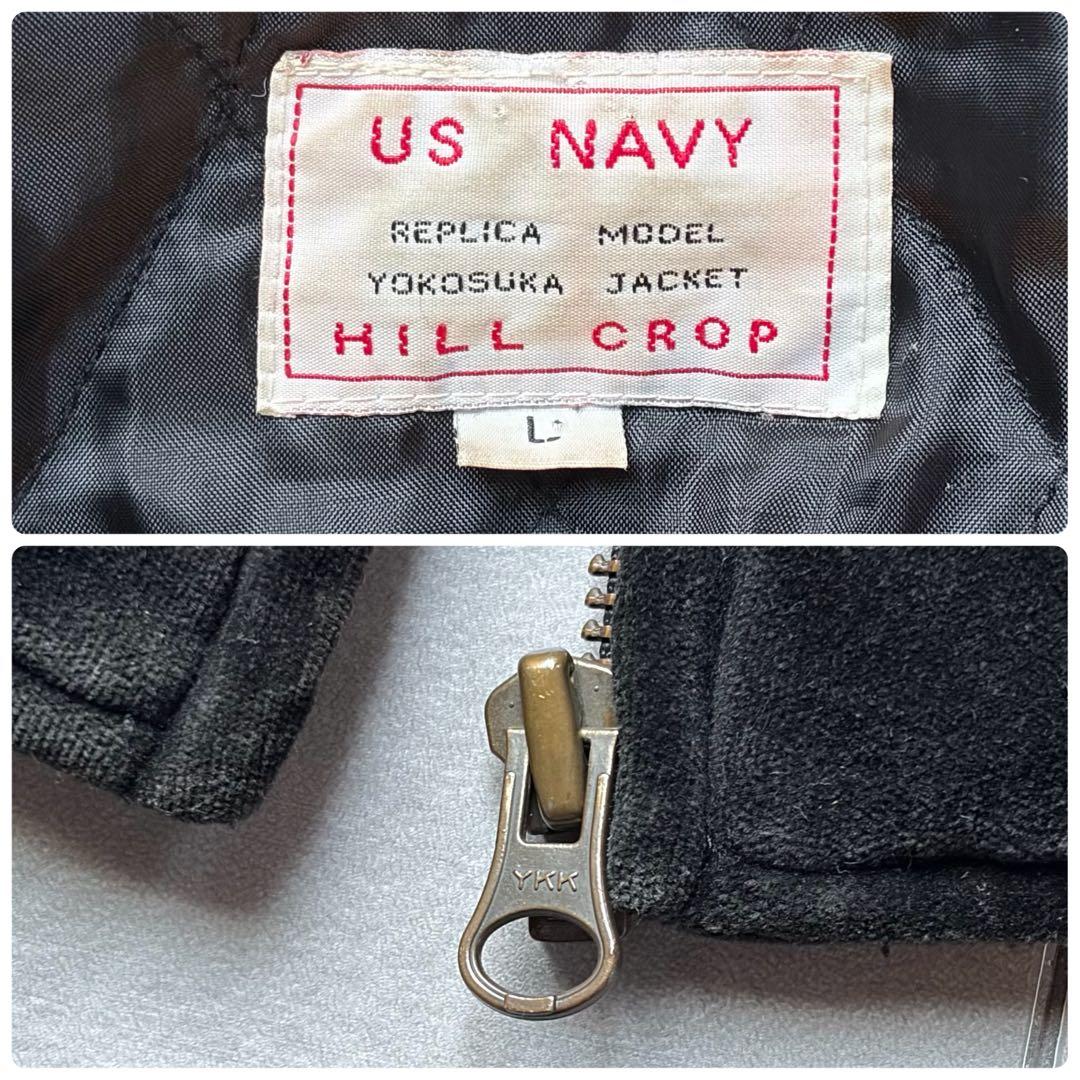 US NAVY
REPLICA MODEL
YOKOSUKA JACKET
HILL CROP
L
YKK